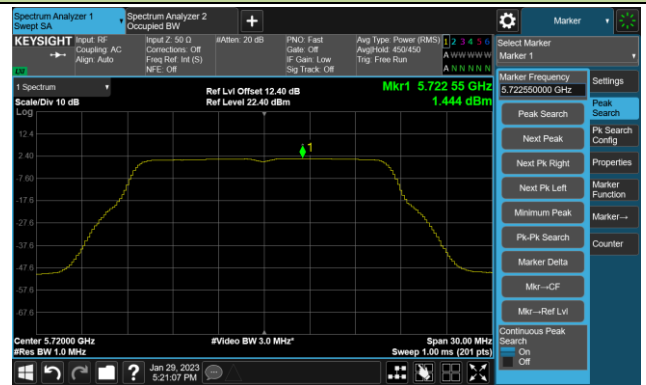 Spectrum Analyzer 1
Swept SA
Spectrum Analyzer 2
Occupied BW
Marker
KEYSIGHT
Input: RF
Coupling: AC
Align: Auto
Input Z: 50 Ω
Corrections: Off
Freq Ref: Int (S)
NFE: Off
#Atten: 20 dB
PNO: Fast
Gate: Off
IF Gain: Low
Sig Track: Off
Avg Type: Power (RMS)
Avg|Hold: 450/450
Trig: Free Run
1 2 3 4 5 6
A W W W W W
A N N N N N
Select Marker
Marker 1
1 Spectrum
Scale/Div 10 dB
Log
Ref Lvl Offset 12.40 dB
Ref Level 22.40 dBm
Mkr1 5.722 55 GHz
1.444 dBm
12.4
2.40
-7.60
-17.6
-27.6
-37.6
-47.6
-57.6
-67.6
1
Center 5.72000 GHz
#Res BW 1.0 MHz
#Video BW 3.0 MHz*
Span 30.00 MHz
Sweep 1.00 ms (201 pts)
Marker Frequency
5.722550000 GHz
Peak Search
Next Peak
Next Pk Right
Next Pk Left
Minimum Peak
Pk-Pk Search
Marker Delta
Mkr→CF
Mkr→Ref Lvl
Continuous Peak
Search
On
Off
Settings
Peak
Search
Pk Search
Config
Properties
Marker
Function
Marker→
Counter
?
Jan 29, 2023
5:21:07 PM